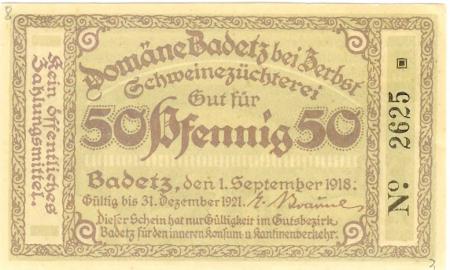 Domäne Badetz bei Zerbst
Schweinezüchterei
Gut für
50 Pfennig 50
Badetz, den 1. September 1918.
Gültig bis 31. Dezember 1921.
Dieser Schein hat nur Gültigkeit im Gutsbezirk
Badetz für den inneren Konsum u. Kantinenverkehr.
Kein öffentliches
Zahlungsmittel.
No. 2625
8